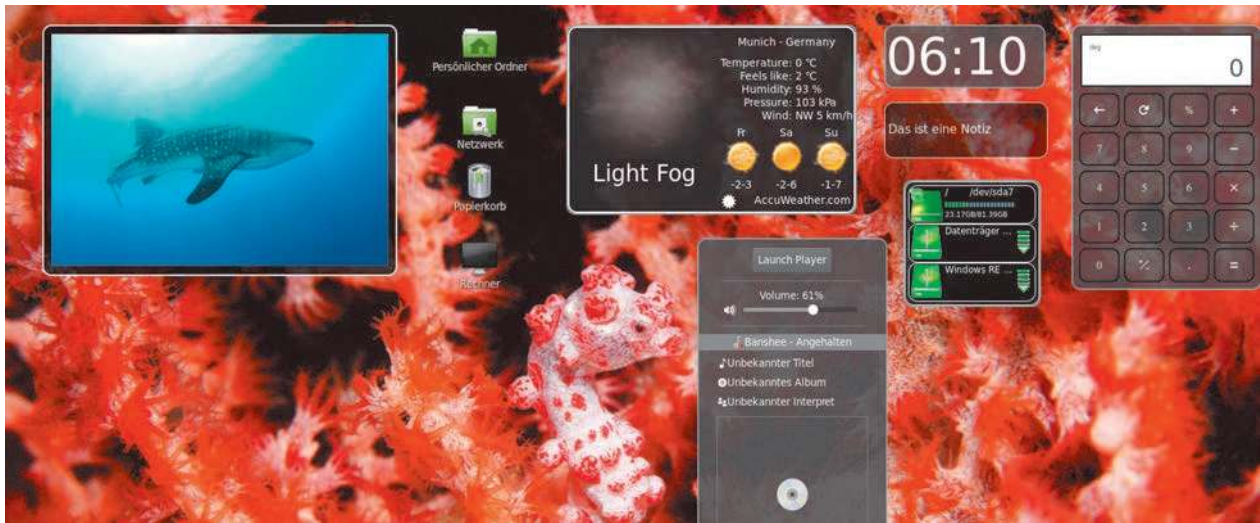 Persönlicher Ordner
Netzwerk
Papierkorb
Rechner
Munich - Germany
Temperature: 0 °C
Feels like: 2 °C
Humidity: 93 %
Pressure: 103 kPa
Wind: NW 5 km/h
Fr Sa Su
-2-3 -2-6 -1-7
Light Fog
AccuWeather.com
06:10
Das ist eine Notiz
/ /dev/sda7
23.17GB/81.39GB
Datenträger ...
Windows RE ...
Launch Player
Volume: 61%
Banshee - Angehalten
Unbekannter Titel
Unbekanntes Album
Unbekannter Interpret
deg
0
← % +
7 8 9 −
4 5 6 ×
1 2 3 ÷
0 ⁺⁄₋ . =